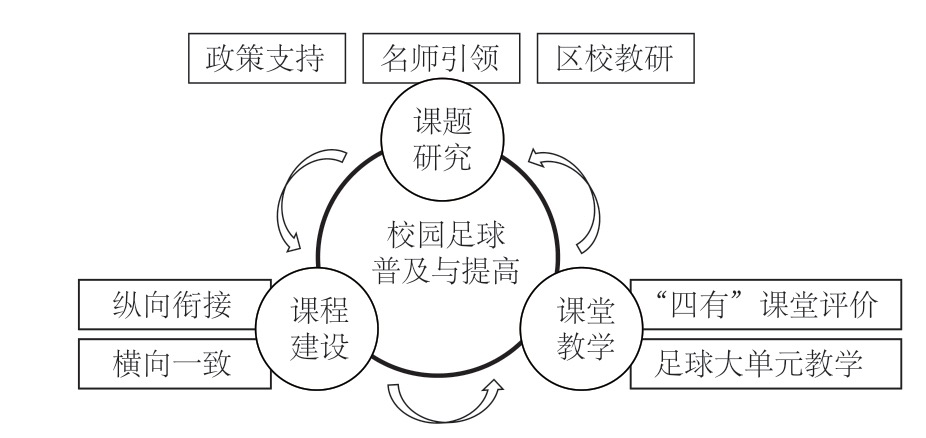 政策支持
名师引领
区校教研
课题
研究
校园足球
普及与提高
纵向衔接
横向一致
课程
建设
课堂
教学
“四有”课堂评价
足球大单元教学